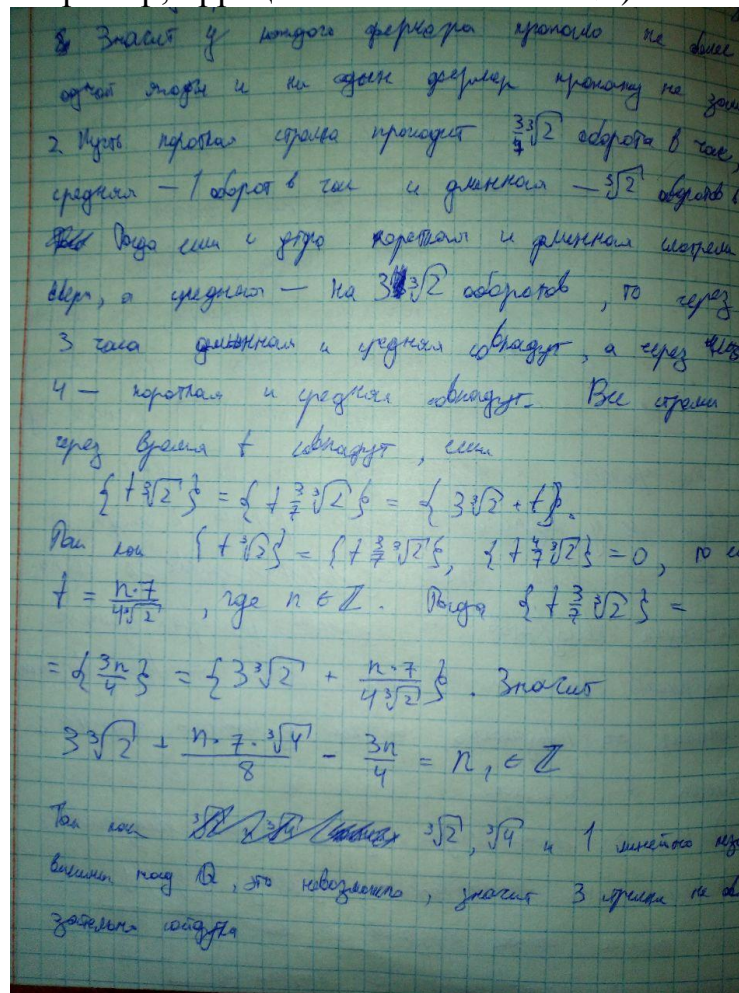 Значит у каждого фермера пропало не более
одной ягоды и ни один фермер пропажу не
2. Пусть короткая стрелка проходит 3/7 ∛2 оборота в час,
средняя — 1 оборот в час и длинная — ∛2 оборотов в
Тогда если с утра короткая и длинная смотрели
вверх, а средняя — на 3∛2 оборотов, то через
3 часа длинная и средняя совпадут, а через
4 — короткая и средняя совпадут. Все стрелки
через время t совпадут, если
{t∛2} = {t 3/7 ∛2} = {3∛2 + t}.
Так как {t∛2} = {t 3/7 ∛2}, {t 4/7 ∛2} = 0, то
t = n·7 / 4∛2, где n ∈ ℤ. Тогда {t 3/7 ∛2} =
= {3n/4} = {3∛2 + n·7 / 4∛2}. Значит
3∛2 + n·7·∛4 / 8 − 3n/4 = n₁ ∈ ℤ
Так как ∛2, ∛4 и 1 линейно
над ℚ, это невозможно, значит 3 стрелки не